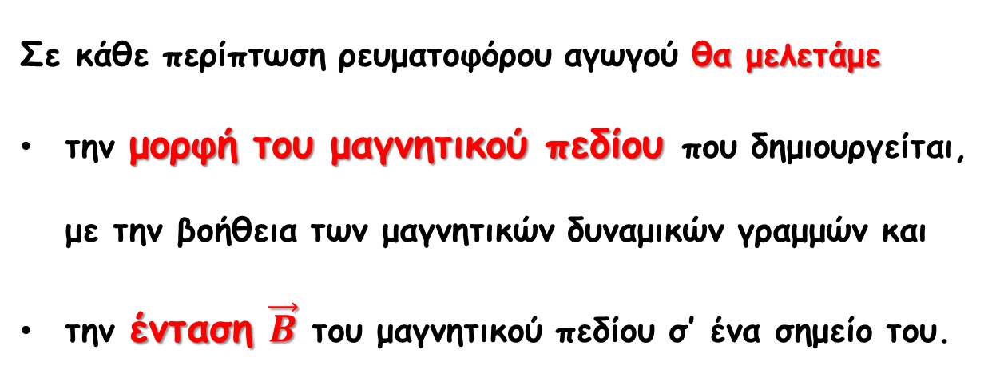 Σε κάθε περίπτωση ρευματοφόρου αγωγού θα μελετάμε
• την μορφή του μαγνητικού πεδίου που δημιουργείται,
με την βοήθεια των μαγνητικών δυναμικών γραμμών και
• την ένταση \(\overrightarrow{B}\) του μαγνητικού πεδίου σ' ένα σημείο του.